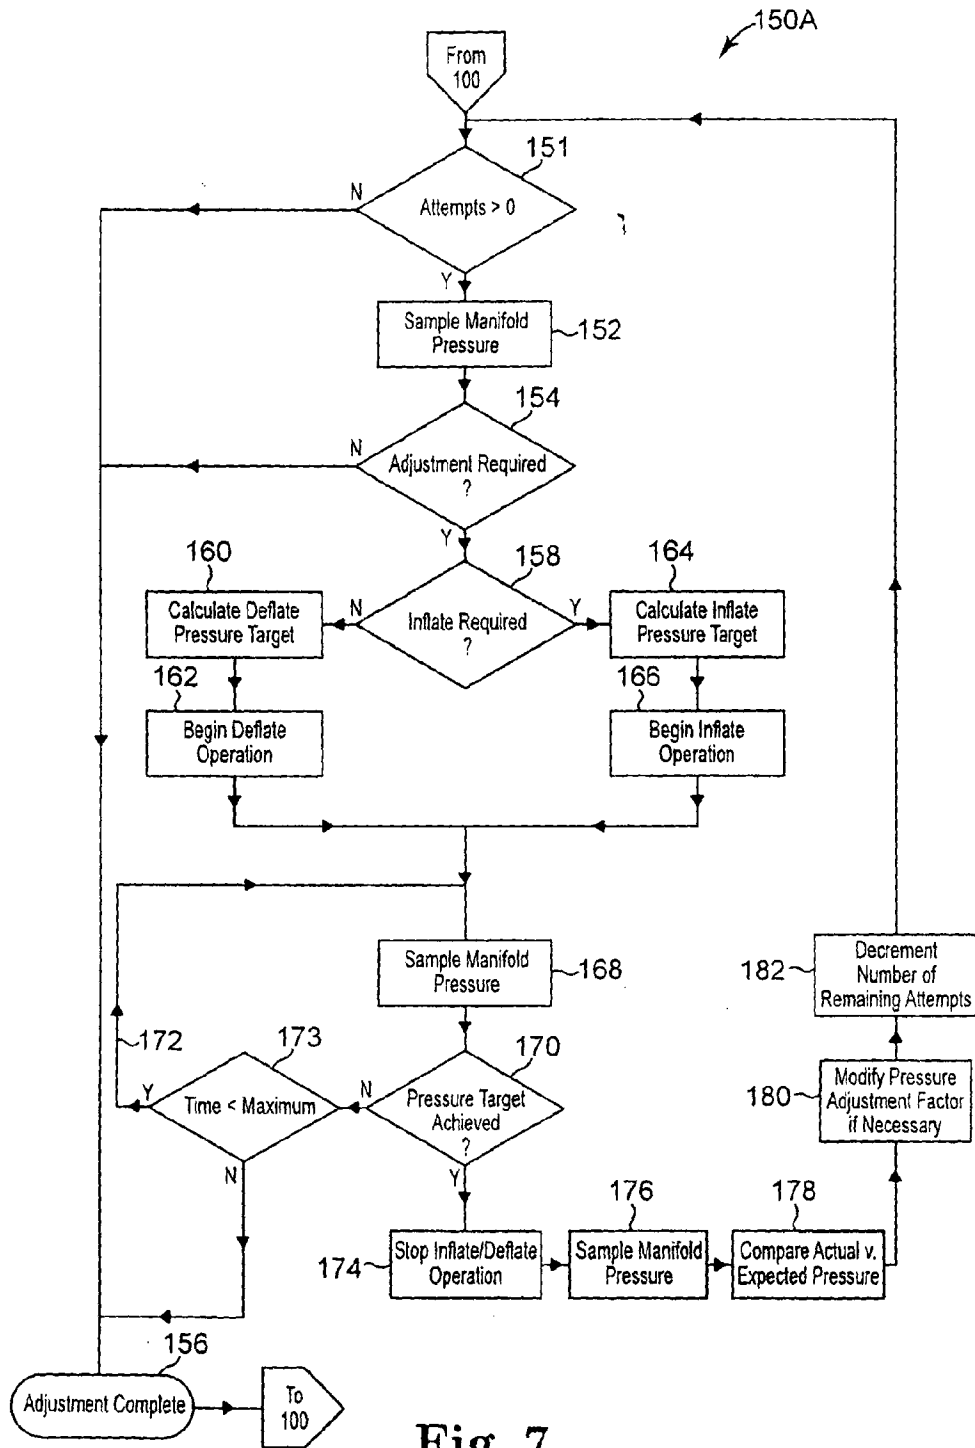 150A
From
100
151
N
Attempts > 0
Y
Sample Manifold
Pressure
152
154
N
Adjustment Required
?
Y
160
158
164
Calculate Deflate
Pressure Target
N
Inflate Required
?
Y
Calculate Inflate
Pressure Target
162
166
Begin Deflate
Operation
Begin Inflate
Operation
Sample Manifold
Pressure
168
182
Decrement
Number of
Remaining Attempts
172
173
170
Y
Time < Maximum
N
N
Pressure Target
Achieved
?
Y
180
Modify Pressure
Adjustment Factor
if Necessary
176
178
174
Stop Inflate/Deflate
Operation
Sample Manifold
Pressure
Compare Actual v.
Expected Pressure
156
Adjustment Complete
To
100
Fig. 7